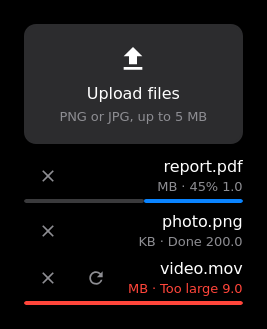 Upload files
PNG or JPG, up to 5 MB
report.pdf
MB · 45% 1.0
photo.png
KB · Done 200.0
video.mov
MB · Too large 9.0